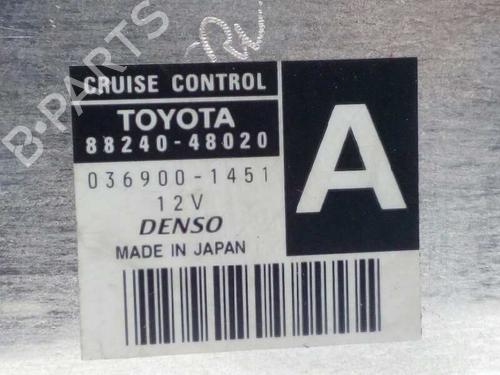 CRUISE CONTROL
TOYOTA
88240-48020
036900-1451
12V
DENSO
MADE IN JAPAN
A
B-PARTS